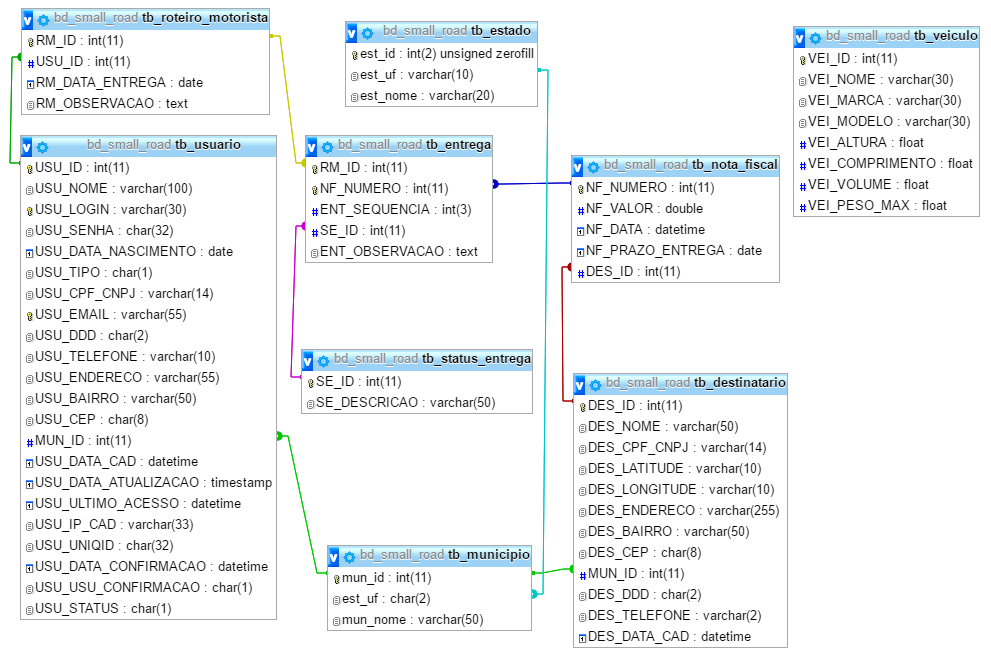 bd_small_road tb_roteiro_motorista
RM_ID : int(11)
USU_ID : int(11)
RM_DATA_ENTREGA : date
RM_OBSERVACAO : text
bd_small_road tb_estado
est_id : int(2) unsigned zerofill
est_uf : varchar(10)
est_nome : varchar(20)
bd_small_road tb_veiculo
VEI_ID : int(11)
VEI_NOME : varchar(30)
VEI_MARCA : varchar(30)
VEI_MODELO : varchar(30)
VEI_ALTURA : float
VEI_COMPRIMENTO : float
VEI_VOLUME : float
VEI_PESO_MAX : float
bd_small_road tb_usuario
USU_ID : int(11)
USU_NOME : varchar(100)
USU_LOGIN : varchar(30)
USU_SENHA : char(32)
USU_DATA_NASCIMENTO : date
USU_TIPO : char(1)
USU_CPF_CNPJ : varchar(14)
USU_EMAIL : varchar(55)
USU_DDD : char(2)
USU_TELEFONE : varchar(10)
USU_ENDERECO : varchar(55)
USU_BAIRRO : varchar(50)
USU_CEP : char(8)
MUN_ID : int(11)
USU_DATA_CAD : datetime
USU_DATA_ATUALIZACAO : timestamp
USU_ULTIMO_ACESSO : datetime
USU_IP_CAD : varchar(33)
USU_UNIQID : char(32)
USU_DATA_CONFIRMACAO : datetime
USU_USU_CONFIRMACAO : char(1)
USU_STATUS : char(1)
bd_small_road tb_entrega
RM_ID : int(11)
NF_NUMERO : int(11)
ENT_SEQUENCIA : int(3)
SE_ID : int(11)
ENT_OBSERVACAO : text
bd_small_road tb_nota_fiscal
NF_NUMERO : int(11)
NF_VALOR : double
NF_DATA : datetime
NF_PRAZO_ENTREGA : date
DES_ID : int(11)
bd_small_road tb_status_entrega
SE_ID : int(11)
SE_DESCRICAO : varchar(50)
bd_small_road tb_destinatario
DES_ID : int(11)
DES_NOME : varchar(50)
DES_CPF_CNPJ : varchar(14)
DES_LATITUDE : varchar(10)
DES_LONGITUDE : varchar(10)
DES_ENDERECO : varchar(255)
DES_BAIRRO : varchar(50)
DES_CEP : char(8)
MUN_ID : int(11)
DES_DDD : char(2)
DES_TELEFONE : varchar(2)
DES_DATA_CAD : datetime
bd_small_road tb_municipio
mun_id : int(11)
est_uf : char(2)
mun_nome : varchar(50)